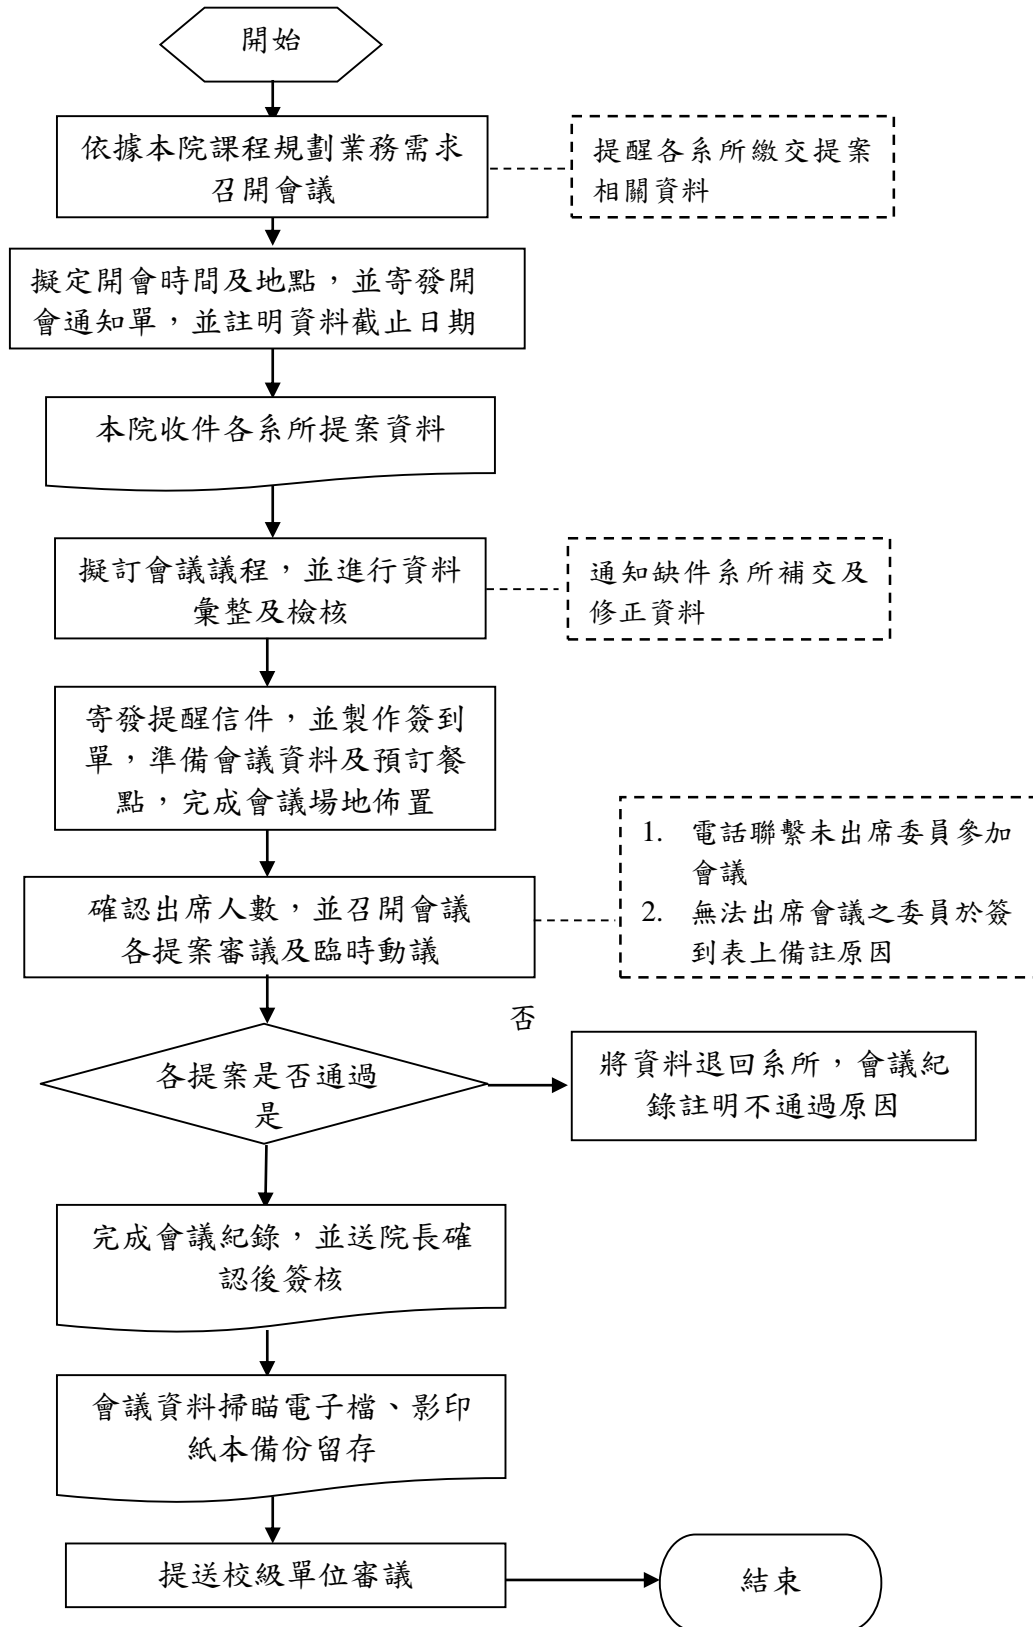 開始
依據本院課程規劃業務需求
召開會議
提醒各系所繳交提案
相關資料
擬定開會時間及地點，並寄發開
會通知單，並註明資料截止日期
本院收件各系所提案資料
擬訂會議議程，並進行資料
彙整及檢核
通知缺件系所補交及
修正資料
寄發提醒信件，並製作簽到
單，準備會議資料及預訂餐
點，完成會議場地佈置
確認出席人數，並召開會議
各提案審議及臨時動議
1. 電話聯繫未出席委員參加
會議
2. 無法出席會議之委員於簽
到表上備註原因
各提案是否通過
是
否
將資料退回系所，會議紀
錄註明不通過原因
完成會議紀錄，並送院長確
認後簽核
會議資料掃瞄電子檔、影印
紙本備份留存
提送校級單位審議
結束